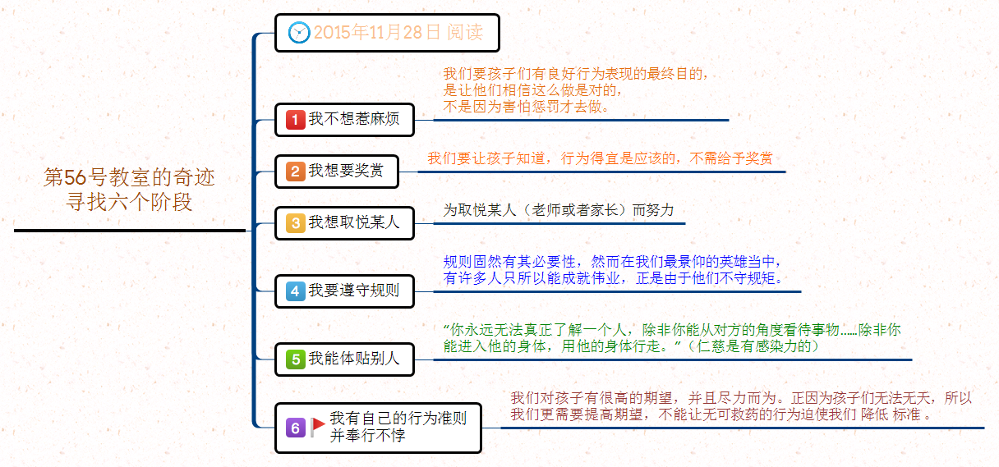 第56号教室的奇迹
寻找六个阶段
2015年11月28日 阅读
1 我不想惹麻烦
我们要孩子们有良好行为表现的最终目的，
是让他们相信这么做是对的，
不是因为害怕惩罚才去做。
2 我想要奖赏
我们要让孩子知道，行为得宜是应该的，不需给予奖赏
3 我想取悦某人
为取悦某人（老师或者家长）而努力
4 我要遵守规则
规则固然有其必要性，然而在我们最景仰的英雄当中，
有许多人只所以能成就伟业，正是由于他们不守规矩。
5 我能体贴别人
“你永远无法真正了解一个人，除非你能从对方的角度看待事物……除非你
能进入他的身体，用他的身体行走。”（仁慈是有感染力的）
6 我有自己的行为准则
并奉行不悖
我们对孩子有很高的期望，并且尽力而为。正因为孩子们无法无天，所以
我们更需要提高期望，不能让无可救药的行为迫使我们 降低 标准 。